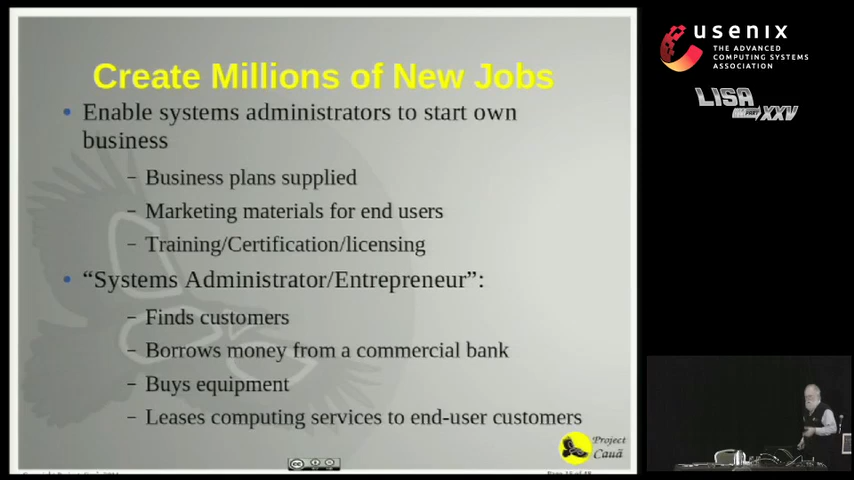 Create Millions of New Jobs
• Enable systems administrators to start own
business
– Business plans supplied
– Marketing materials for end users
– Training/Certification/licensing
• “Systems Administrator/Entrepreneur”:
– Finds customers
– Borrows money from a commercial bank
– Buys equipment
– Leases computing services to end-user customers
Project
Cauã
usenix
THE ADVANCED
COMPUTING SYSTEMS
ASSOCIATION
LISA
PART
XXV